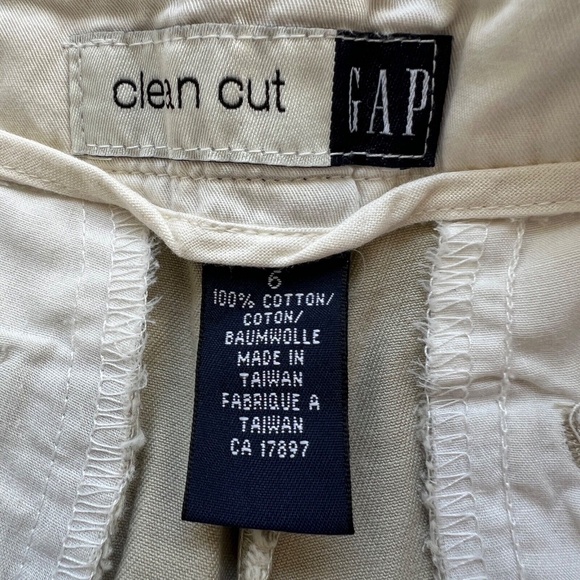 clean cut GAP
6
100% COTTON/
COTON/
BAUMWOLLE
MADE IN
TAIWAN
FABRIQUE A
TAIWAN
CA 17897